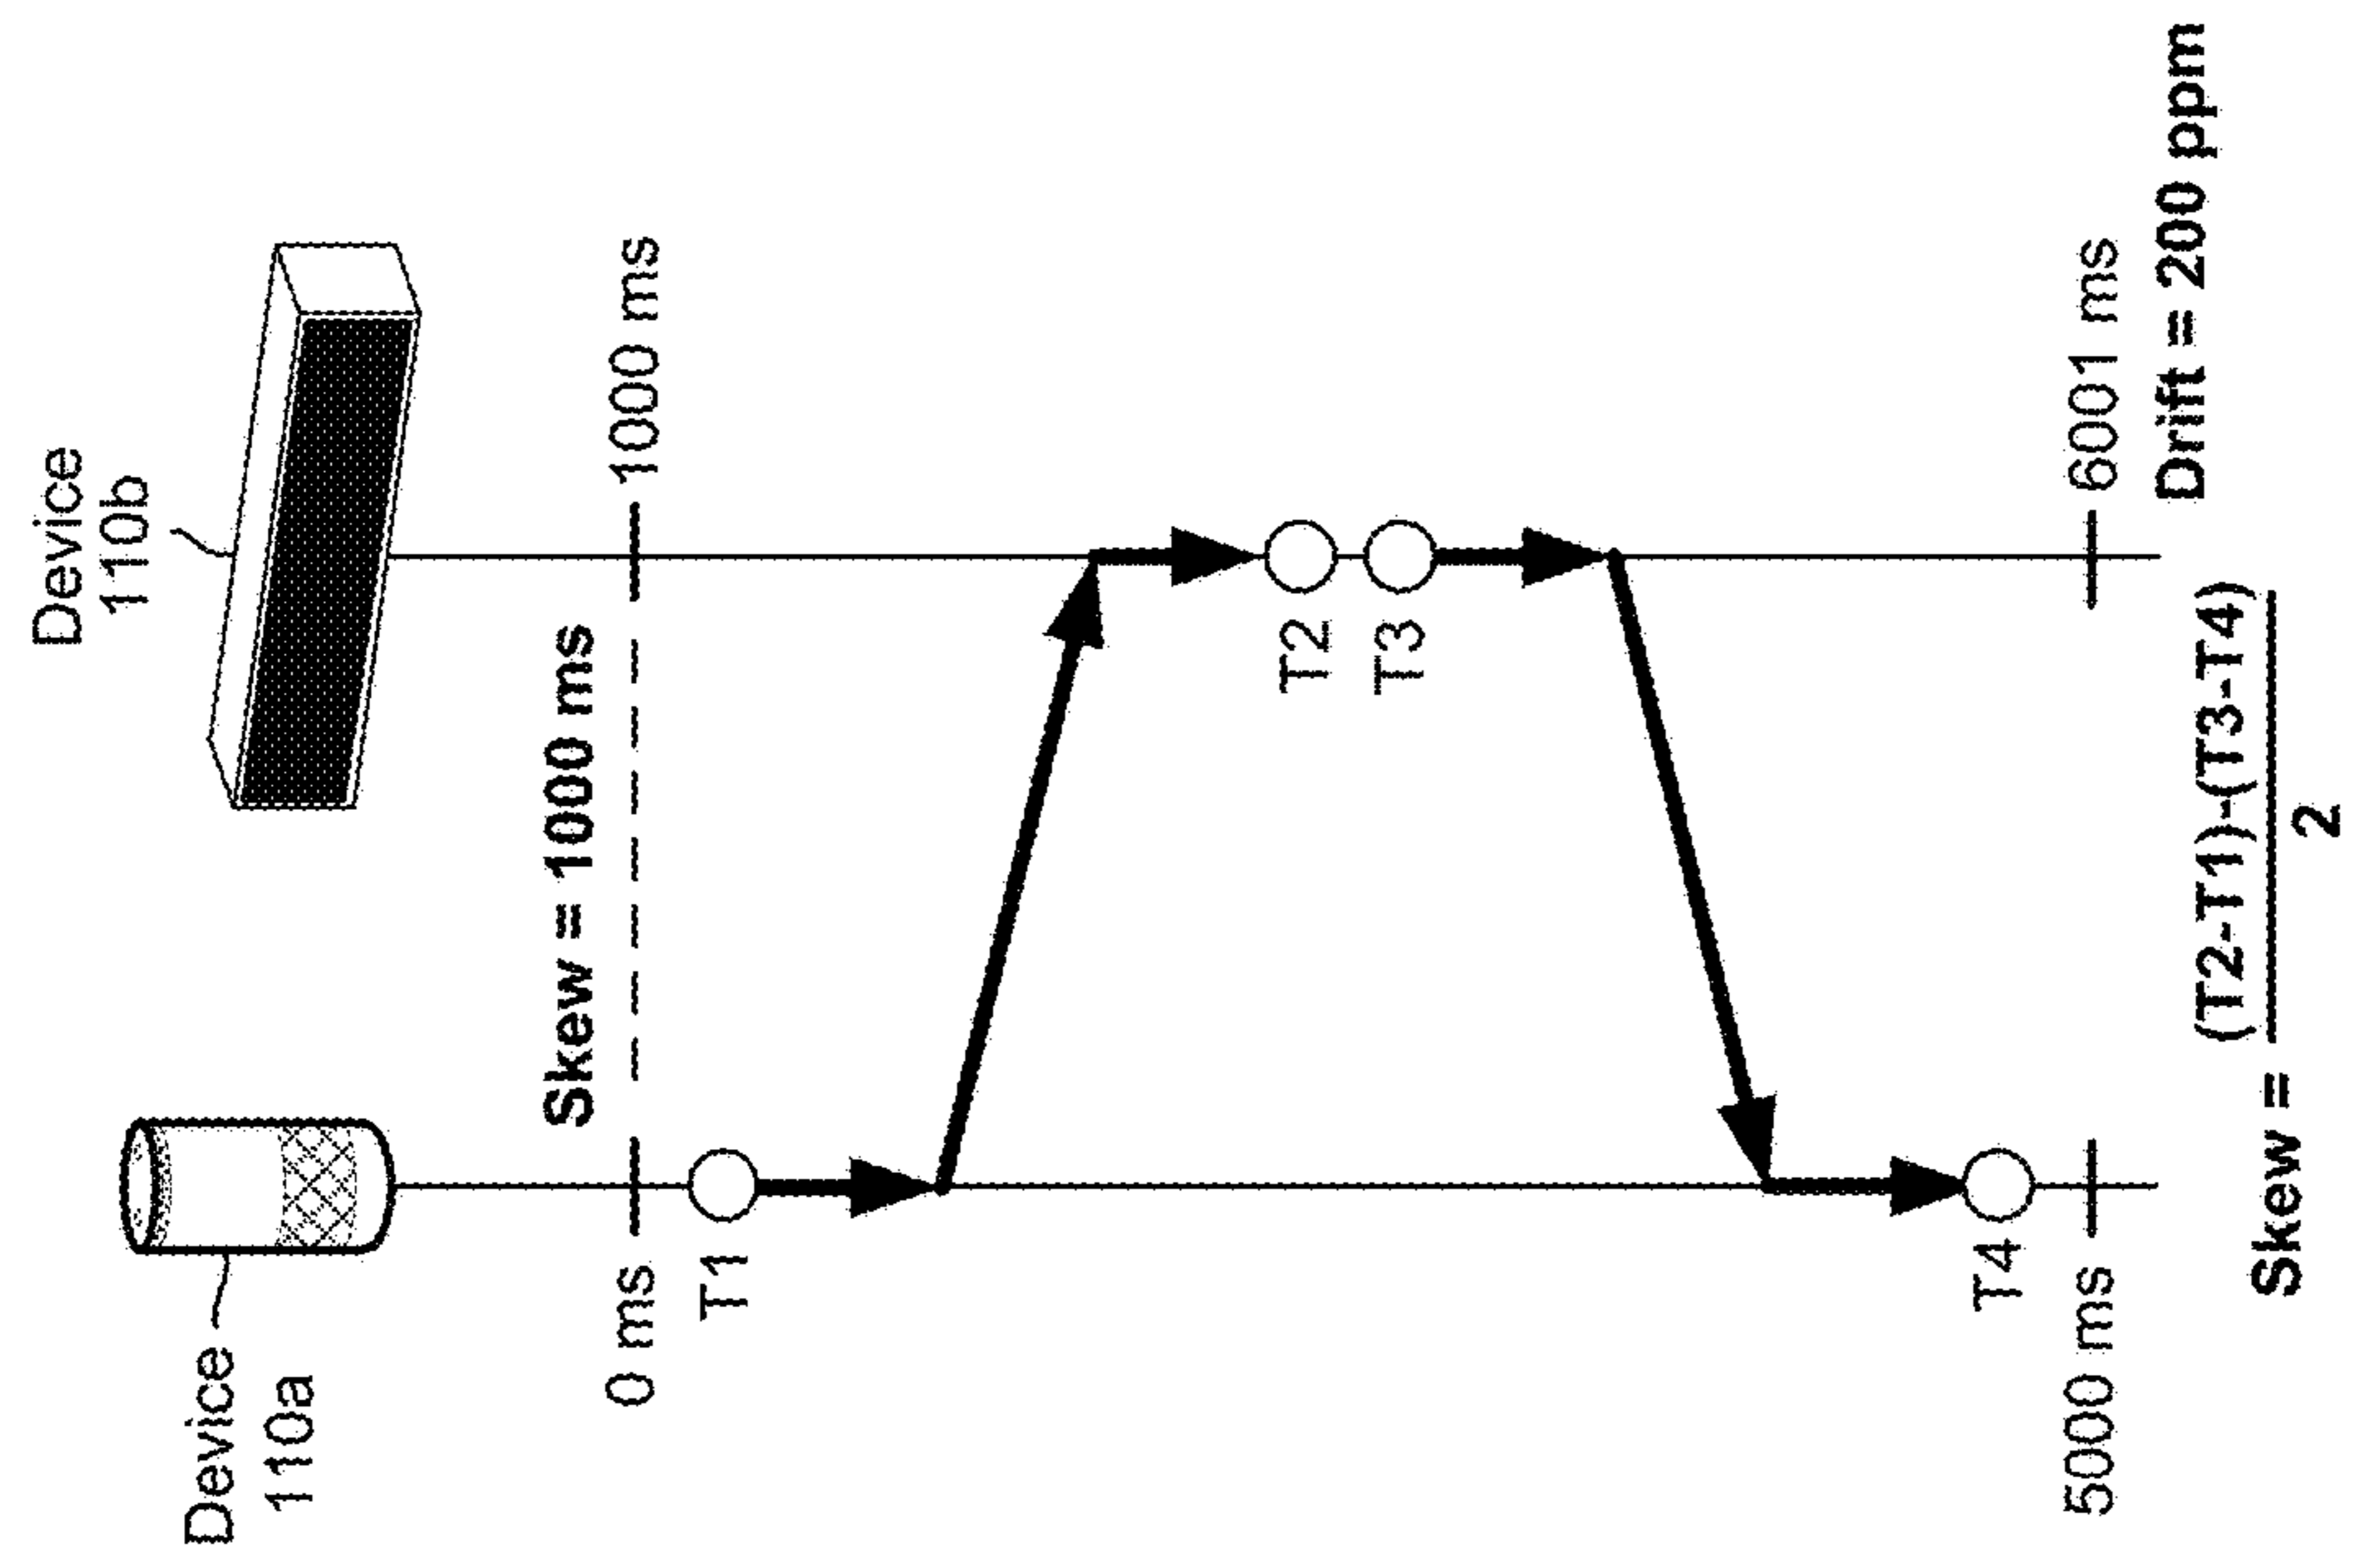 Device
110b
Device
110a
Skew = 1000 ms
0 ms
1000 ms
T1
T2
T3
T4
5000 ms
6001 ms
Drift = 200 ppm
(T2-T1)-(T3-T4)
Skew =
2